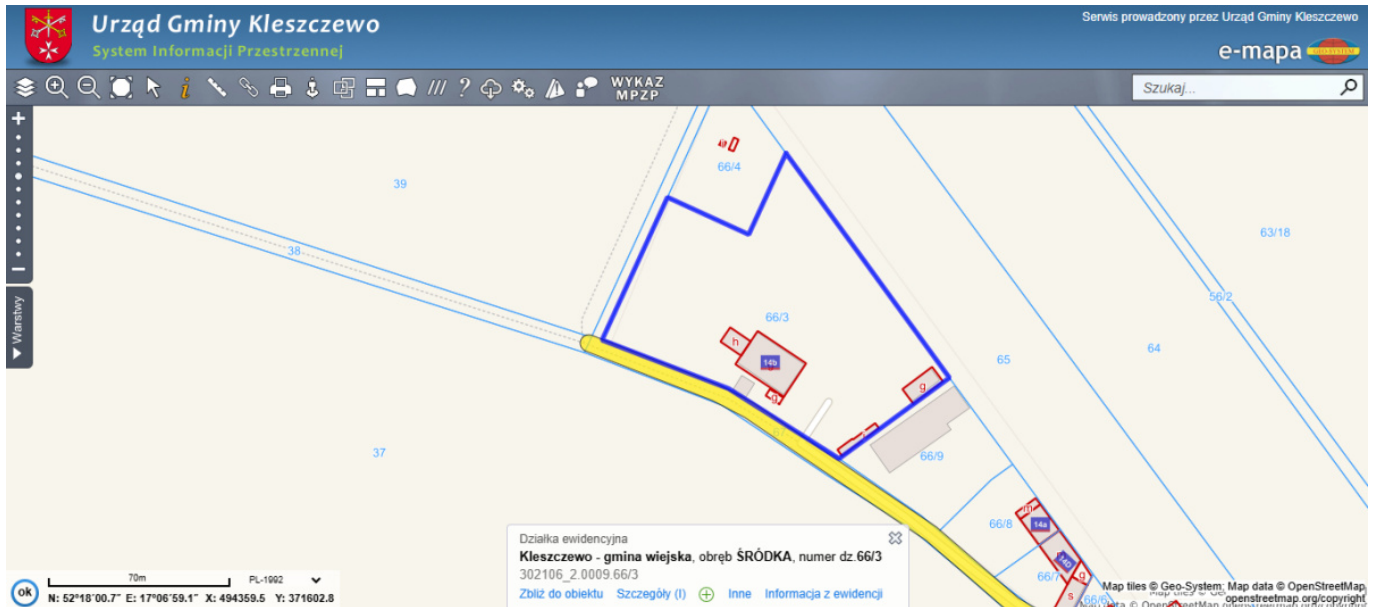 Urząd Gminy Kleszczewo
System Informacji Przestrzennej
Serwis prowadzony przez Urząd Gminy Kleszczewo
e-mapa GEO-SYSTEM
WYKAZ
MPZP
Szukaj...
Warstwy
39
38
37
66/4
66/3
h
14b
g
g
65
64
63/18
56/2
66/9
66/8
m
14a
66/7
g
s
66/6
Działka ewidencyjna
Kleszczewo - gmina wiejska, obręb ŚRÓDKA, numer dz.66/3
302106_2.0009.66/3
Zbliż do obiektu Szczegóły (I) Inne Informacja z ewidencji
70m PL-1992
ok N: 52°18'00.7" E: 17°06'59.1" X: 494359.5 Y: 371602.8
Map tiles © Geo-System; Map data © OpenStreetMap
openstreetmap.org/copyright